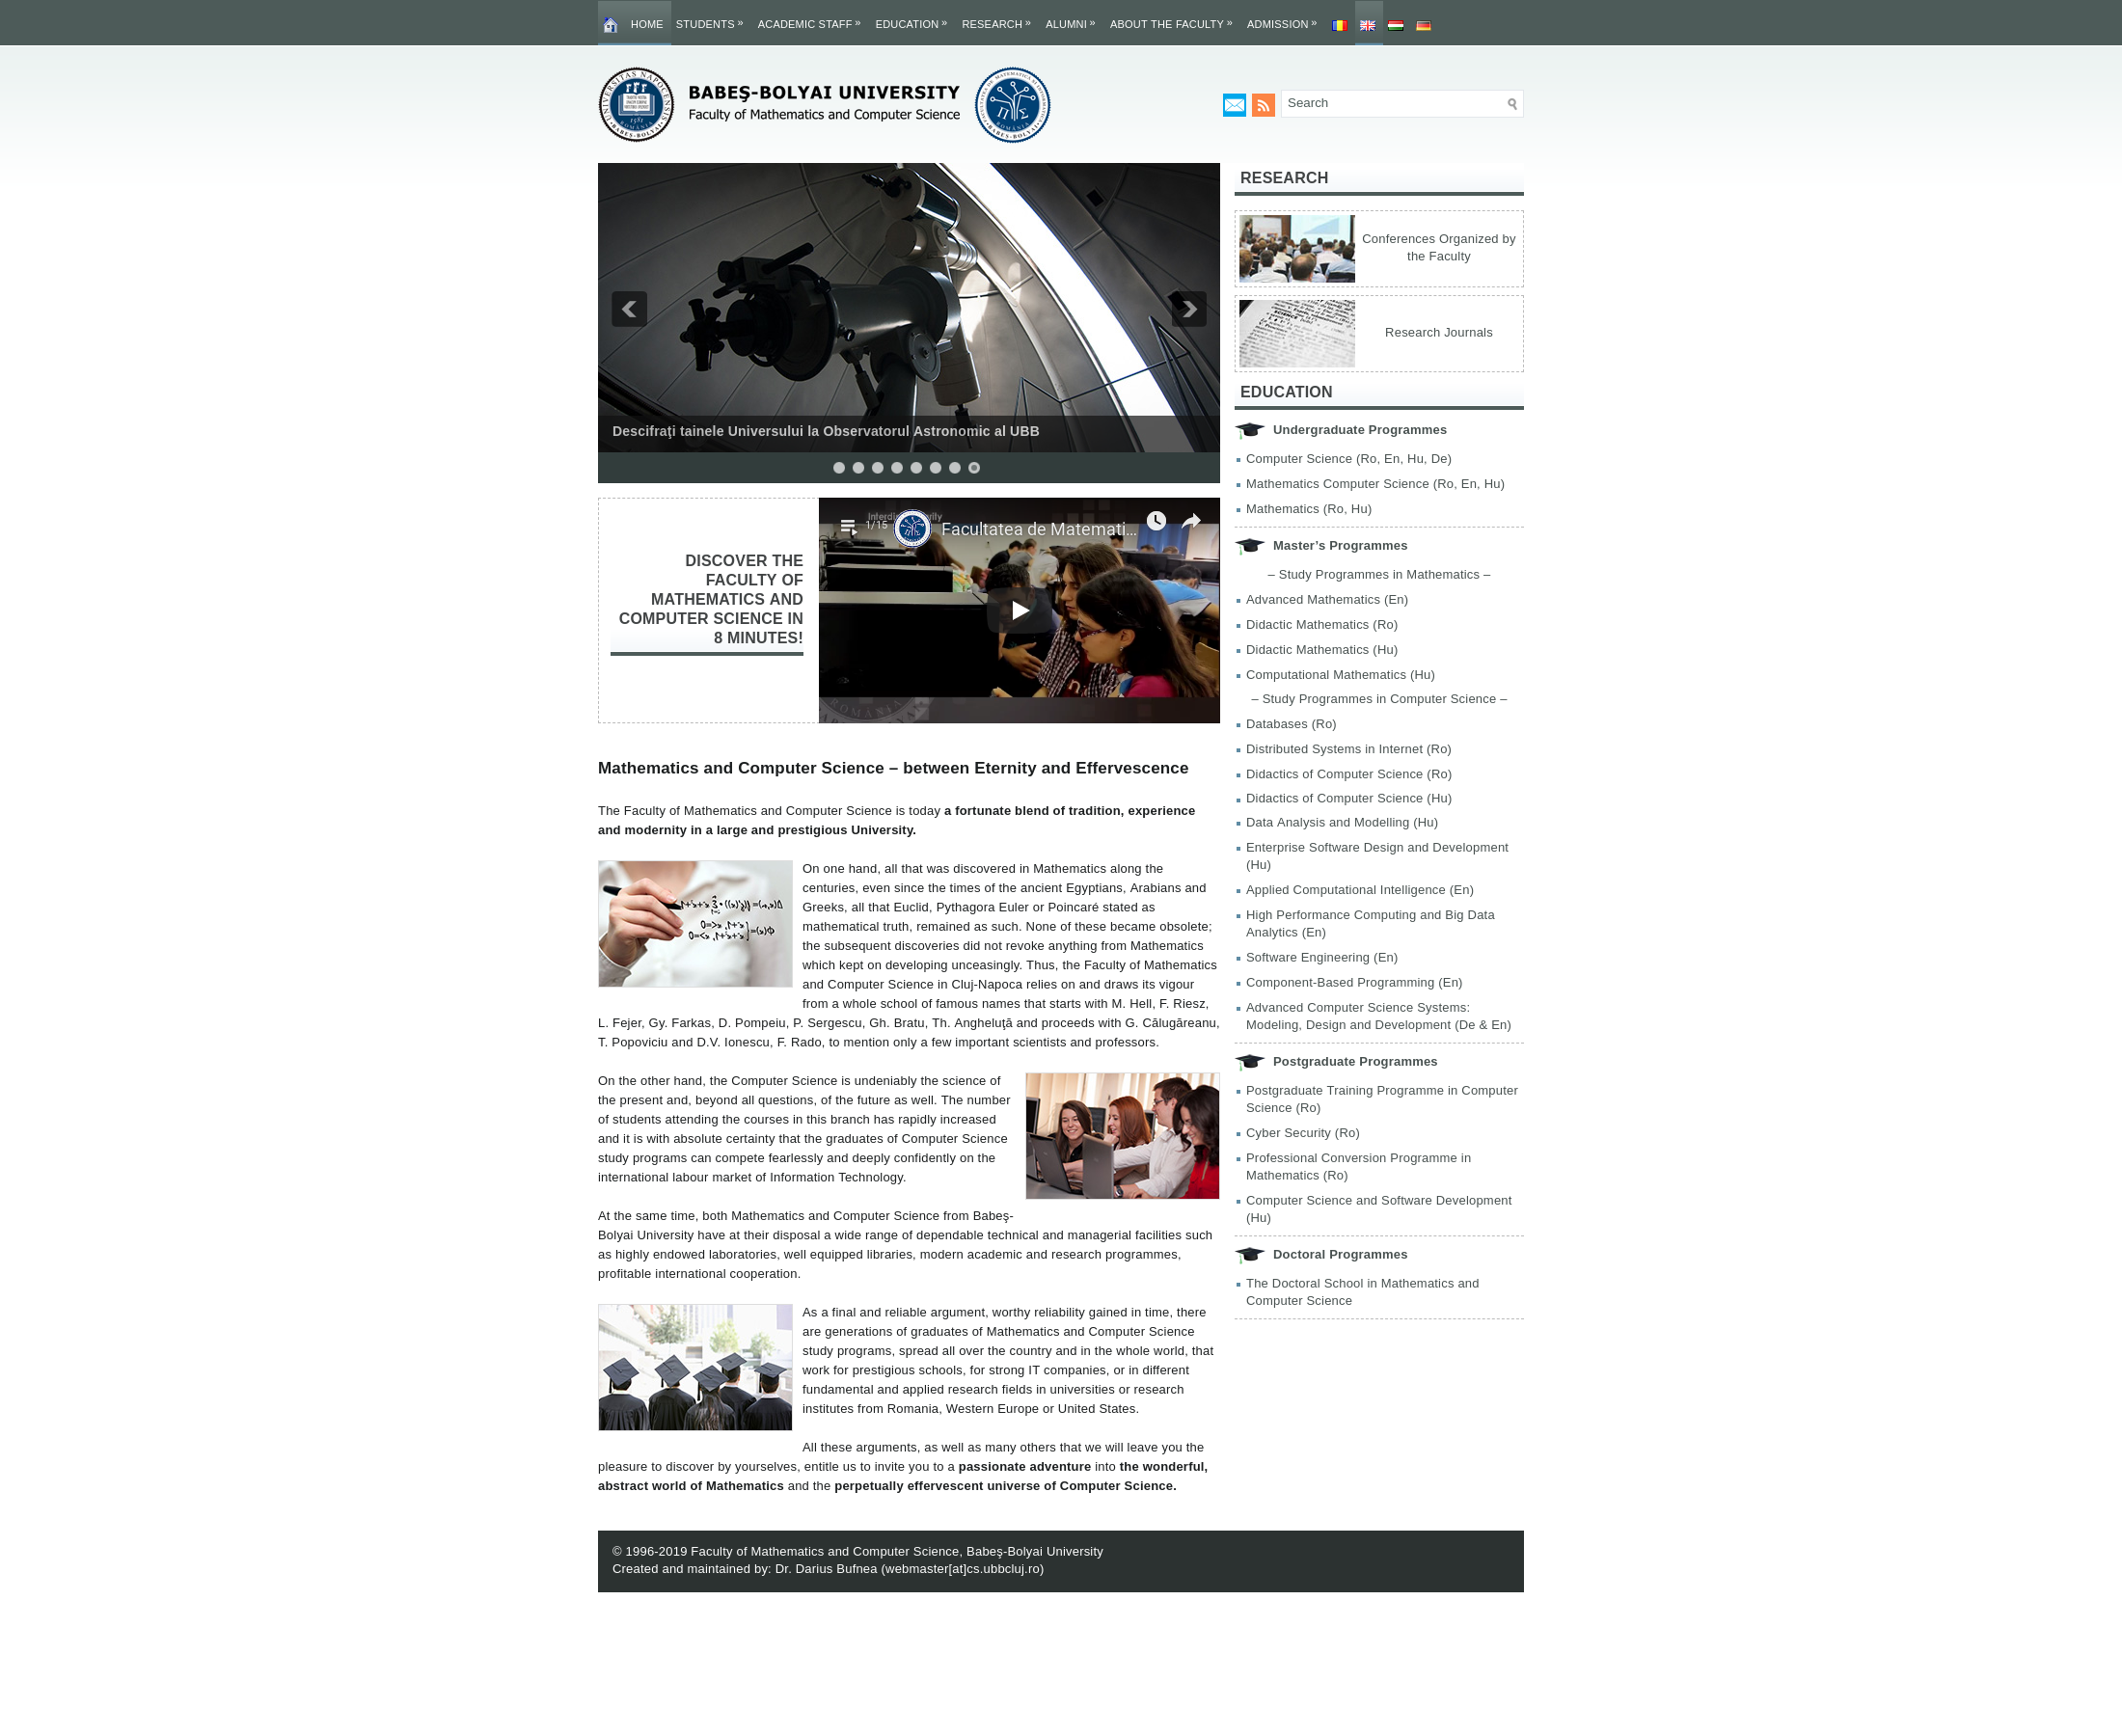 HOME STUDENTS » ACADEMIC STAFF » EDUCATION » RESEARCH » ALUMNI » ABOUT THE FACULTY » ADMISSION »
BABEŞ-BOLYAI UNIVERSITY
Faculty of Mathematics and Computer Science
Search
Descifraţi tainele Universului la Observatorul Astronomic al UBB
DISCOVER THE
FACULTY OF
MATHEMATICS AND
COMPUTER SCIENCE IN
8 MINUTES!
1/15
Facultatea de Matemati...
Mathematics and Computer Science – between Eternity and Effervescence
The Faculty of Mathematics and Computer Science is today a fortunate blend of tradition, experience
and modernity in a large and prestigious University.
On one hand, all that was discovered in Mathematics along the
centuries, even since the times of the ancient Egyptians, Arabians and
Greeks, all that Euclid, Pythagora Euler or Poincaré stated as
mathematical truth, remained as such. None of these became obsolete;
the subsequent discoveries did not revoke anything from Mathematics
which kept on developing unceasingly. Thus, the Faculty of Mathematics
and Computer Science in Cluj-Napoca relies on and draws its vigour
from a whole school of famous names that starts with M. Hell, F. Riesz,
L. Fejer, Gy. Farkas, D. Pompeiu, P. Sergescu, Gh. Bratu, Th. Angheluţă and proceeds with G. Călugăreanu,
T. Popoviciu and D.V. Ionescu, F. Rado, to mention only a few important scientists and professors.
On the other hand, the Computer Science is undeniably the science of
the present and, beyond all questions, of the future as well. The number
of students attending the courses in this branch has rapidly increased
and it is with absolute certainty that the graduates of Computer Science
study programs can compete fearlessly and deeply confidently on the
international labour market of Information Technology.
At the same time, both Mathematics and Computer Science from Babeş-
Bolyai University have at their disposal a wide range of dependable technical and managerial facilities such
as highly endowed laboratories, well equipped libraries, modern academic and research programmes,
profitable international cooperation.
As a final and reliable argument, worthy reliability gained in time, there
are generations of graduates of Mathematics and Computer Science
study programs, spread all over the country and in the whole world, that
work for prestigious schools, for strong IT companies, or in different
fundamental and applied research fields in universities or research
institutes from Romania, Western Europe or United States.
All these arguments, as well as many others that we will leave you the
pleasure to discover by yourselves, entitle us to invite you to a passionate adventure into the wonderful,
abstract world of Mathematics and the perpetually effervescent universe of Computer Science.
RESEARCH
Conferences Organized by
the Faculty
Research Journals
EDUCATION
Undergraduate Programmes
Computer Science (Ro, En, Hu, De)
Mathematics Computer Science (Ro, En, Hu)
Mathematics (Ro, Hu)
Master’s Programmes
– Study Programmes in Mathematics –
Advanced Mathematics (En)
Didactic Mathematics (Ro)
Didactic Mathematics (Hu)
Computational Mathematics (Hu)
– Study Programmes in Computer Science –
Databases (Ro)
Distributed Systems in Internet (Ro)
Didactics of Computer Science (Ro)
Didactics of Computer Science (Hu)
Data Analysis and Modelling (Hu)
Enterprise Software Design and Development
(Hu)
Applied Computational Intelligence (En)
High Performance Computing and Big Data
Analytics (En)
Software Engineering (En)
Component-Based Programming (En)
Advanced Computer Science Systems:
Modeling, Design and Development (De & En)
Postgraduate Programmes
Postgraduate Training Programme in Computer
Science (Ro)
Cyber Security (Ro)
Professional Conversion Programme in
Mathematics (Ro)
Computer Science and Software Development
(Hu)
Doctoral Programmes
The Doctoral School in Mathematics and
Computer Science
© 1996-2019 Faculty of Mathematics and Computer Science, Babeş-Bolyai University
Created and maintained by: Dr. Darius Bufnea (webmaster[at]cs.ubbcluj.ro)